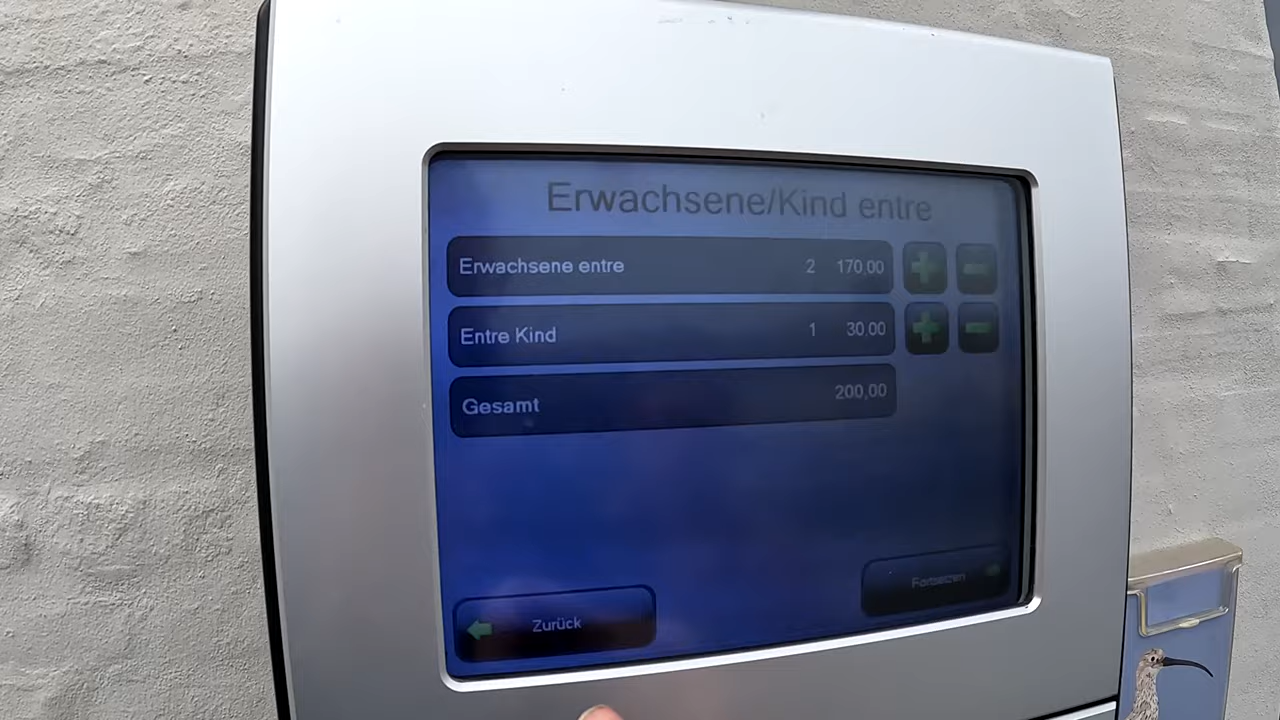 Erwachsene/Kind entre
Erwachsene entre 2 170,00
Entre Kind 1 30,00
Gesamt 200,00
Zurück
Fortsetzen